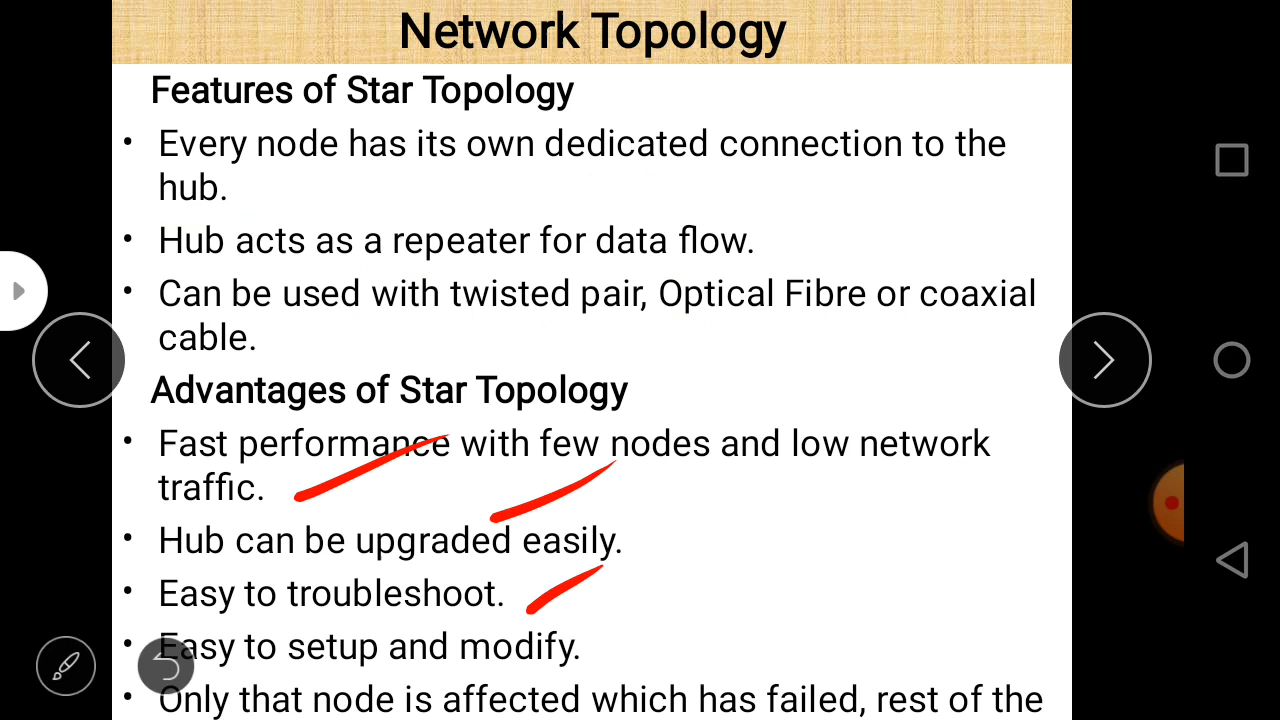 Network Topology
Features of Star Topology
• Every node has its own dedicated connection to the
hub.
• Hub acts as a repeater for data flow.
• Can be used with twisted pair, Optical Fibre or coaxial
cable.
Advantages of Star Topology
• Fast performance with few nodes and low network
traffic.
• Hub can be upgraded easily.
• Easy to troubleshoot.
• Easy to setup and modify.
• Only that node is affected which has failed, rest of the